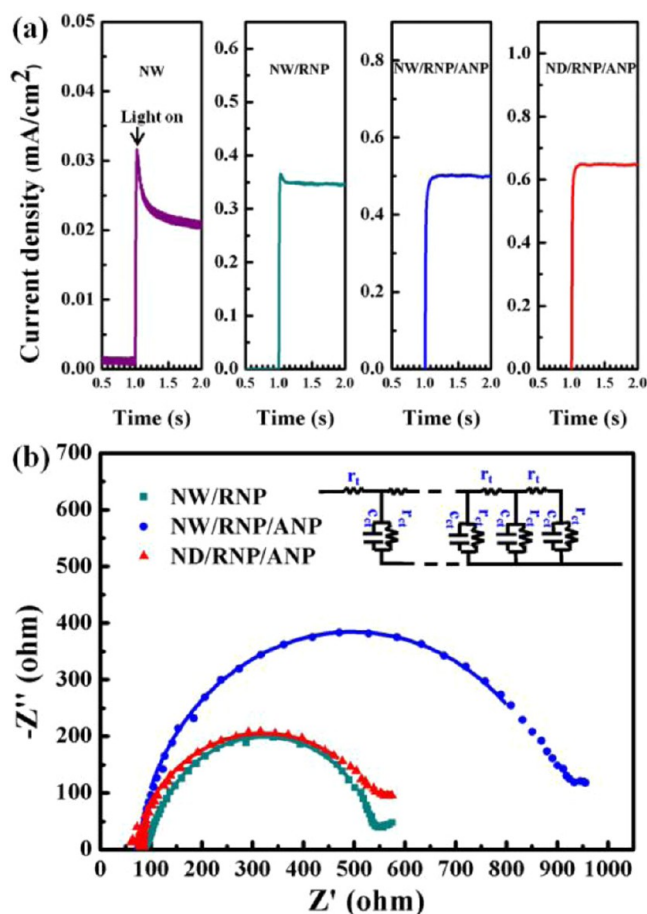 (a)
Current density (mA/cm²)
0.05
0.04
0.03
0.02
0.01
0.00
NW
Light on
0.5 1.0 1.5 2.0
Time (s)
0.6
0.5
0.4
0.3
0.2
0.1
0.0
NW/RNP
0.5 1.0 1.5 2.0
Time (s)
0.8
0.6
0.4
0.2
0.0
NW/RNP/ANP
0.5 1.0 1.5 2.0
Time (s)
1.0
0.8
0.6
0.4
0.2
0.0
ND/RNP/ANP
0.5 1.0 1.5 2.0
Time (s)
(b)
-Z'' (ohm)
700
600
500
400
300
200
100
0
NW/RNP
NW/RNP/ANP
ND/RNP/ANP
rt rt rt
cct rct cct rct cct rct cct rct
0 100 200 300 400 500 600 700 800 900 1000
Z' (ohm)